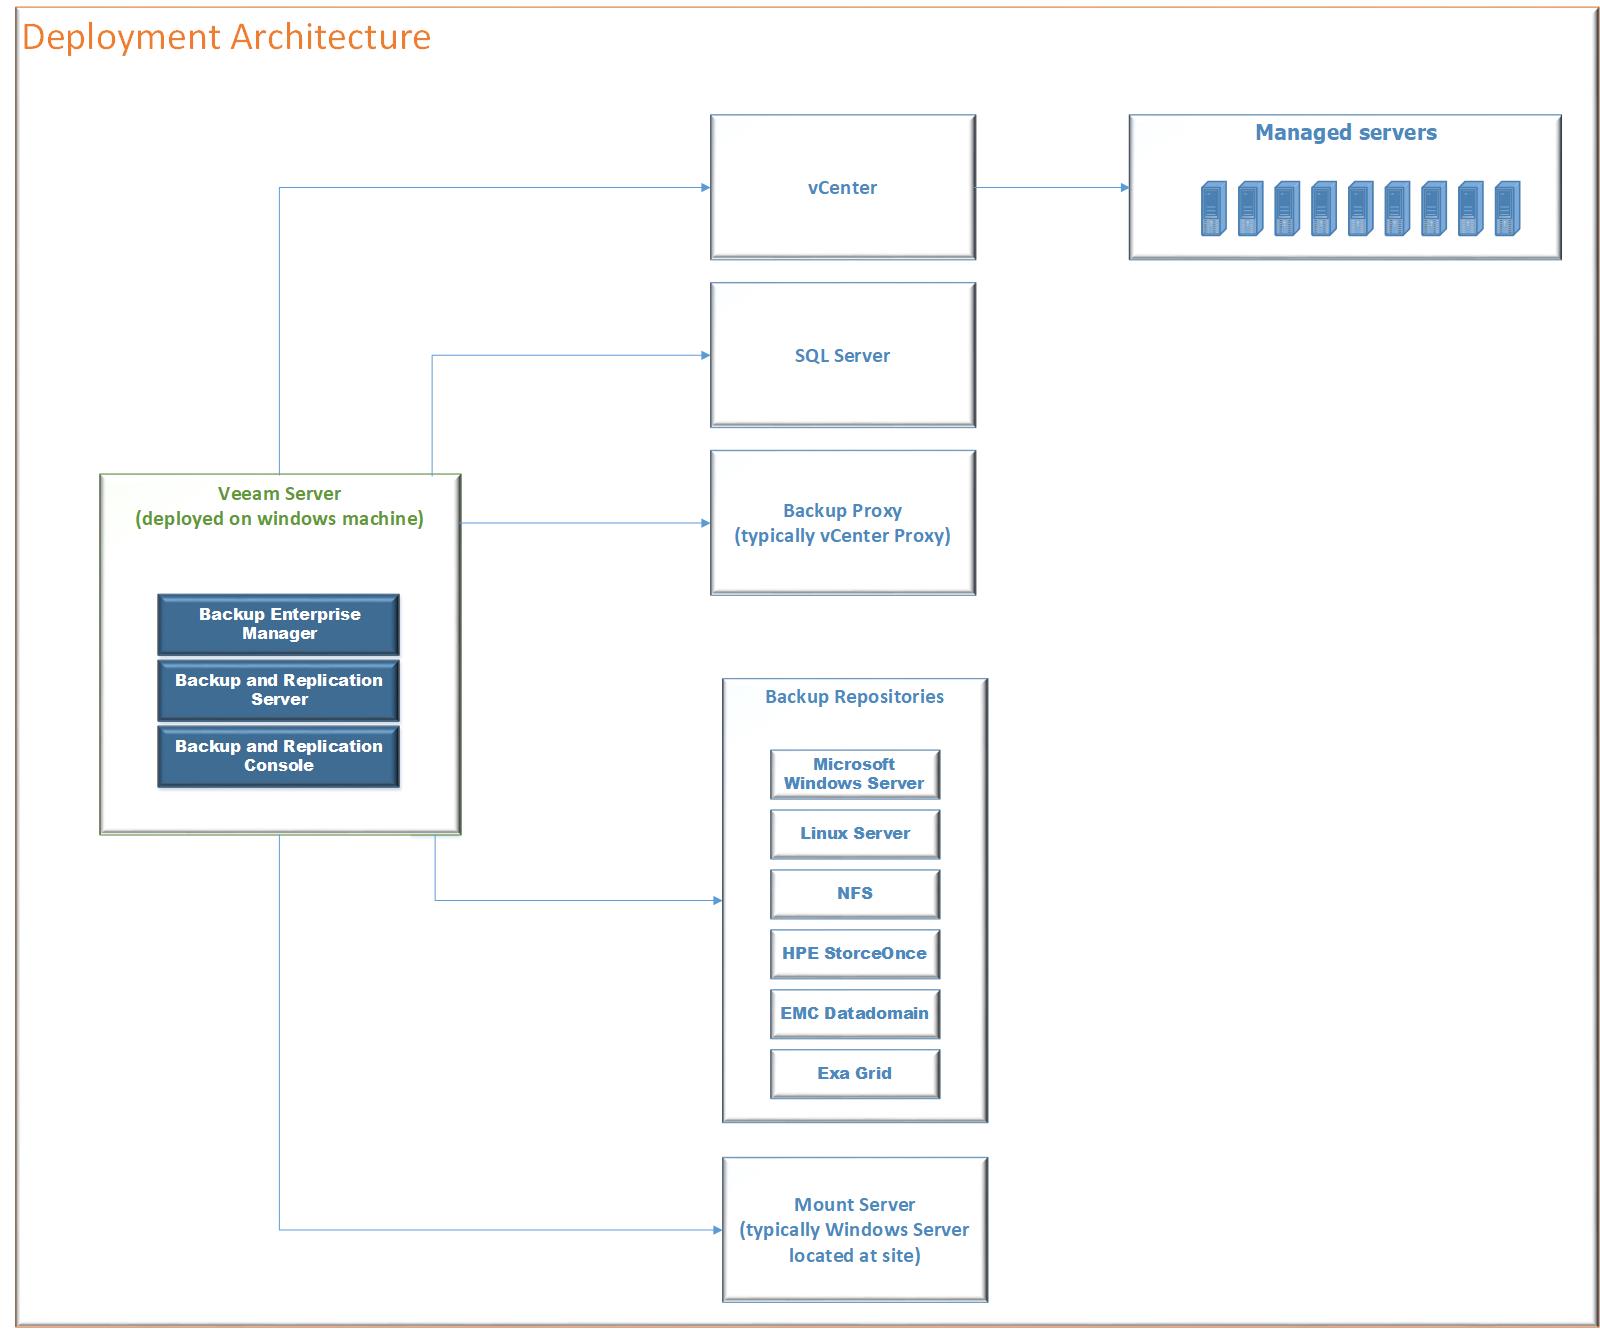 Deployment Architecture
vCenter
Managed servers
SQL Server
Veeam Server
(deployed on windows machine)
Backup Enterprise
Manager
Backup and Replication
Server
Backup and Replication
Console
Backup Proxy
(typically vCenter Proxy)
Backup Repositories
Microsoft
Windows Server
Linux Server
NFS
HPE StorceOnce
EMC Datadomain
Exa Grid
Mount Server
(typically Windows Server
located at site)